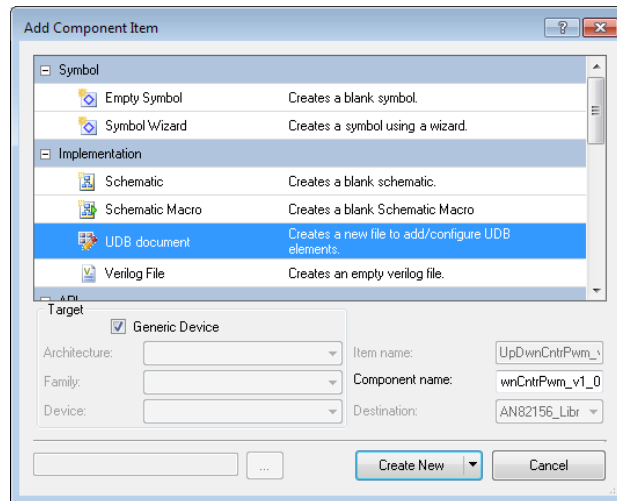 Add Component Item
Symbol
Empty Symbol Creates a blank symbol.
Symbol Wizard Creates a symbol using a wizard.
Implementation
Schematic Creates a blank schematic.
Schematic Macro Creates a blank Schematic Macro
UDB document Creates a new file to add/configure UDB
elements.
Verilog File Creates an empty verilog file.
API
Target
Generic Device
Architecture: Item name: UpDwnCntrPwm_v
Family: Component name: wnCntrPwm_v1_0
Device: Destination: AN82156_Libr
... Create New Cancel